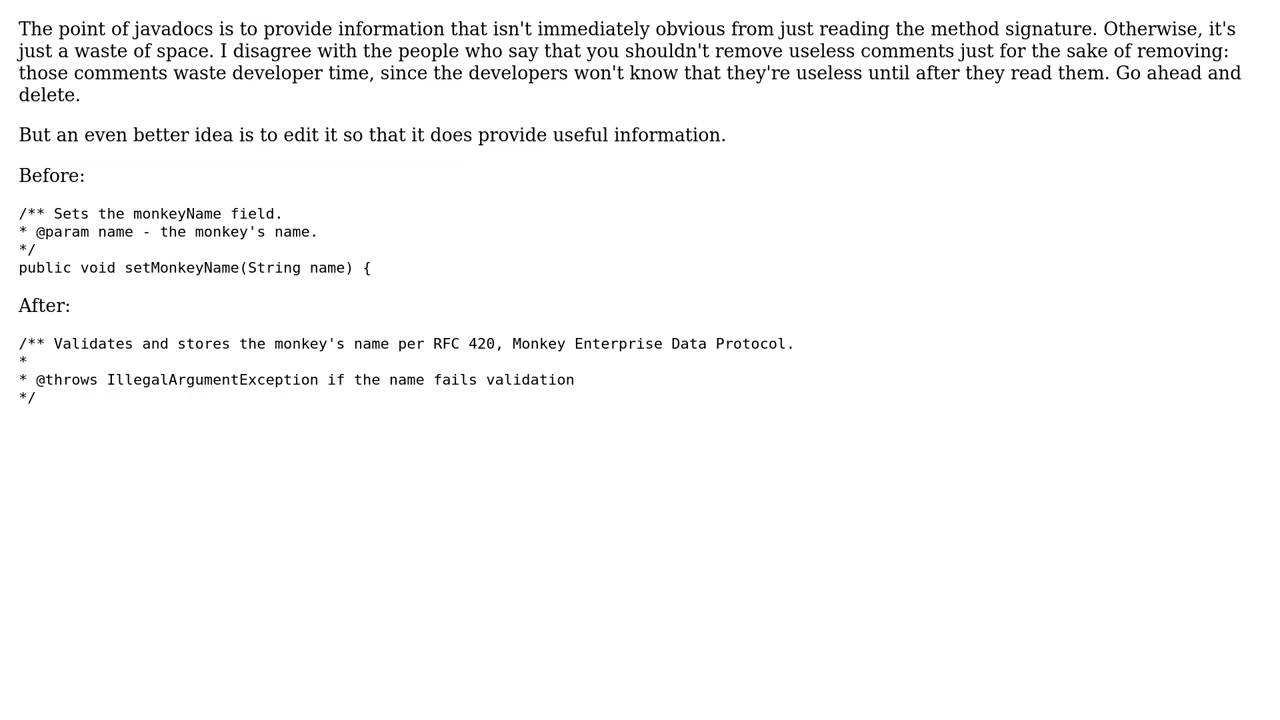 The point of javadocs is to provide information that isn't immediately obvious from just reading the method signature. Otherwise, it's
just a waste of space. I disagree with the people who say that you shouldn't remove useless comments just for the sake of removing:
those comments waste developer time, since the developers won't know that they're useless until after they read them. Go ahead and
delete.
But an even better idea is to edit it so that it does provide useful information.
Before:
/** Sets the monkeyName field.
* @param name - the monkey's name.
*/
public void setMonkeyName(String name) {
After:
/** Validates and stores the monkey's name per RFC 420, Monkey Enterprise Data Protocol.
*
* @throws IllegalArgumentException if the name fails validation
*/